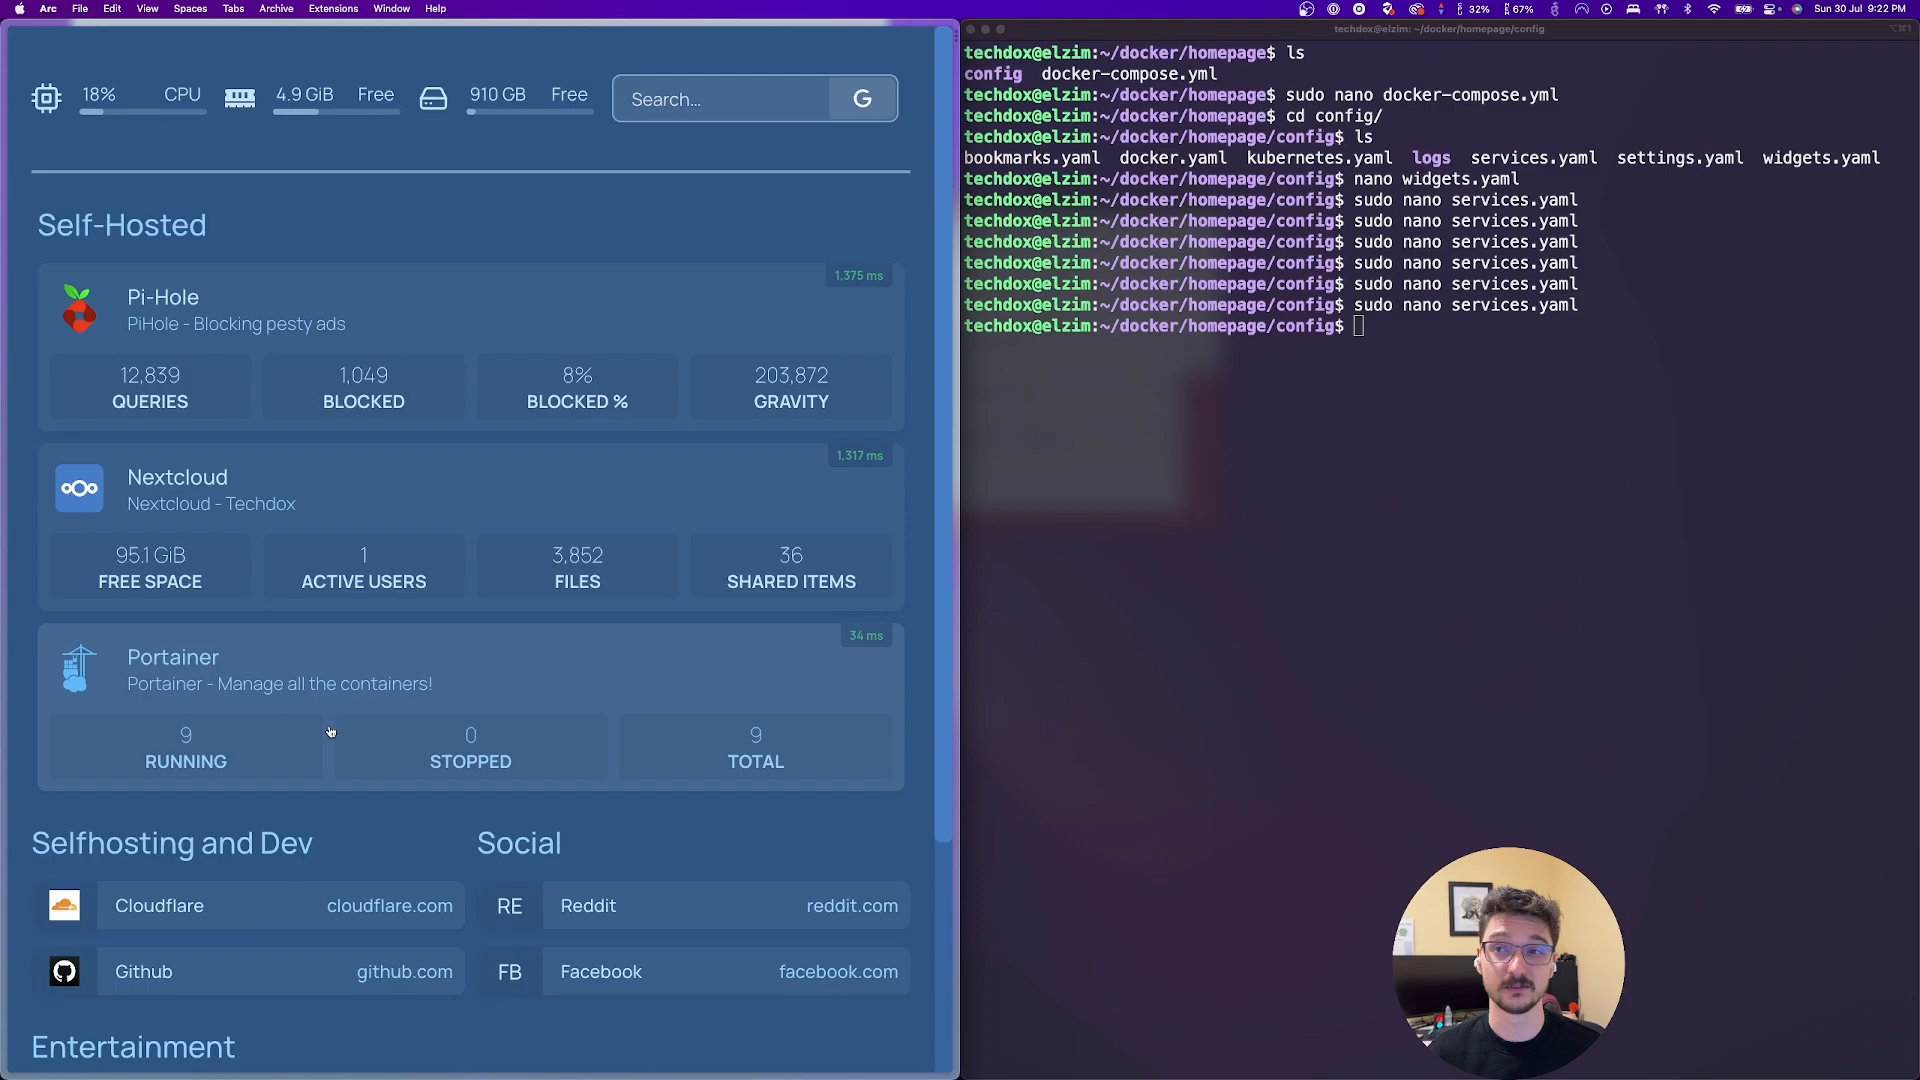 Arc File Edit View Spaces Tabs Archive Extensions Window Help 32% 67% Sun 30 Jul 9:22 PM
18% CPU 4.9 GiB Free 910 GB Free Search... G
Self-Hosted
1,375 ms
Pi-Hole
PiHole - Blocking pesty ads
12,839 1,049 8% 203,872
QUERIES BLOCKED BLOCKED % GRAVITY
1,317 ms
Nextcloud
Nextcloud - Techdox
95.1 GiB 1 3,852 36
FREE SPACE ACTIVE USERS FILES SHARED ITEMS
34 ms
Portainer
Portainer - Manage all the containers!
9 0 9
RUNNING STOPPED TOTAL
Selfhosting and Dev Social
Cloudflare cloudflare.com RE Reddit reddit.com
Github github.com FB Facebook facebook.com
Entertainment
techdox@elzim: ~/docker/homepage/config ⌥⌘1
techdox@elzim:~/docker/homepage$ ls
config docker-compose.yml
techdox@elzim:~/docker/homepage$ sudo nano docker-compose.yml
techdox@elzim:~/docker/homepage$ cd config/
techdox@elzim:~/docker/homepage/config$ ls
bookmarks.yaml docker.yaml kubernetes.yaml logs services.yaml settings.yaml widgets.yaml
techdox@elzim:~/docker/homepage/config$ nano widgets.yaml
techdox@elzim:~/docker/homepage/config$ sudo nano services.yaml
techdox@elzim:~/docker/homepage/config$ sudo nano services.yaml
techdox@elzim:~/docker/homepage/config$ sudo nano services.yaml
techdox@elzim:~/docker/homepage/config$ sudo nano services.yaml
techdox@elzim:~/docker/homepage/config$ sudo nano services.yaml
techdox@elzim:~/docker/homepage/config$ sudo nano services.yaml
techdox@elzim:~/docker/homepage/config$